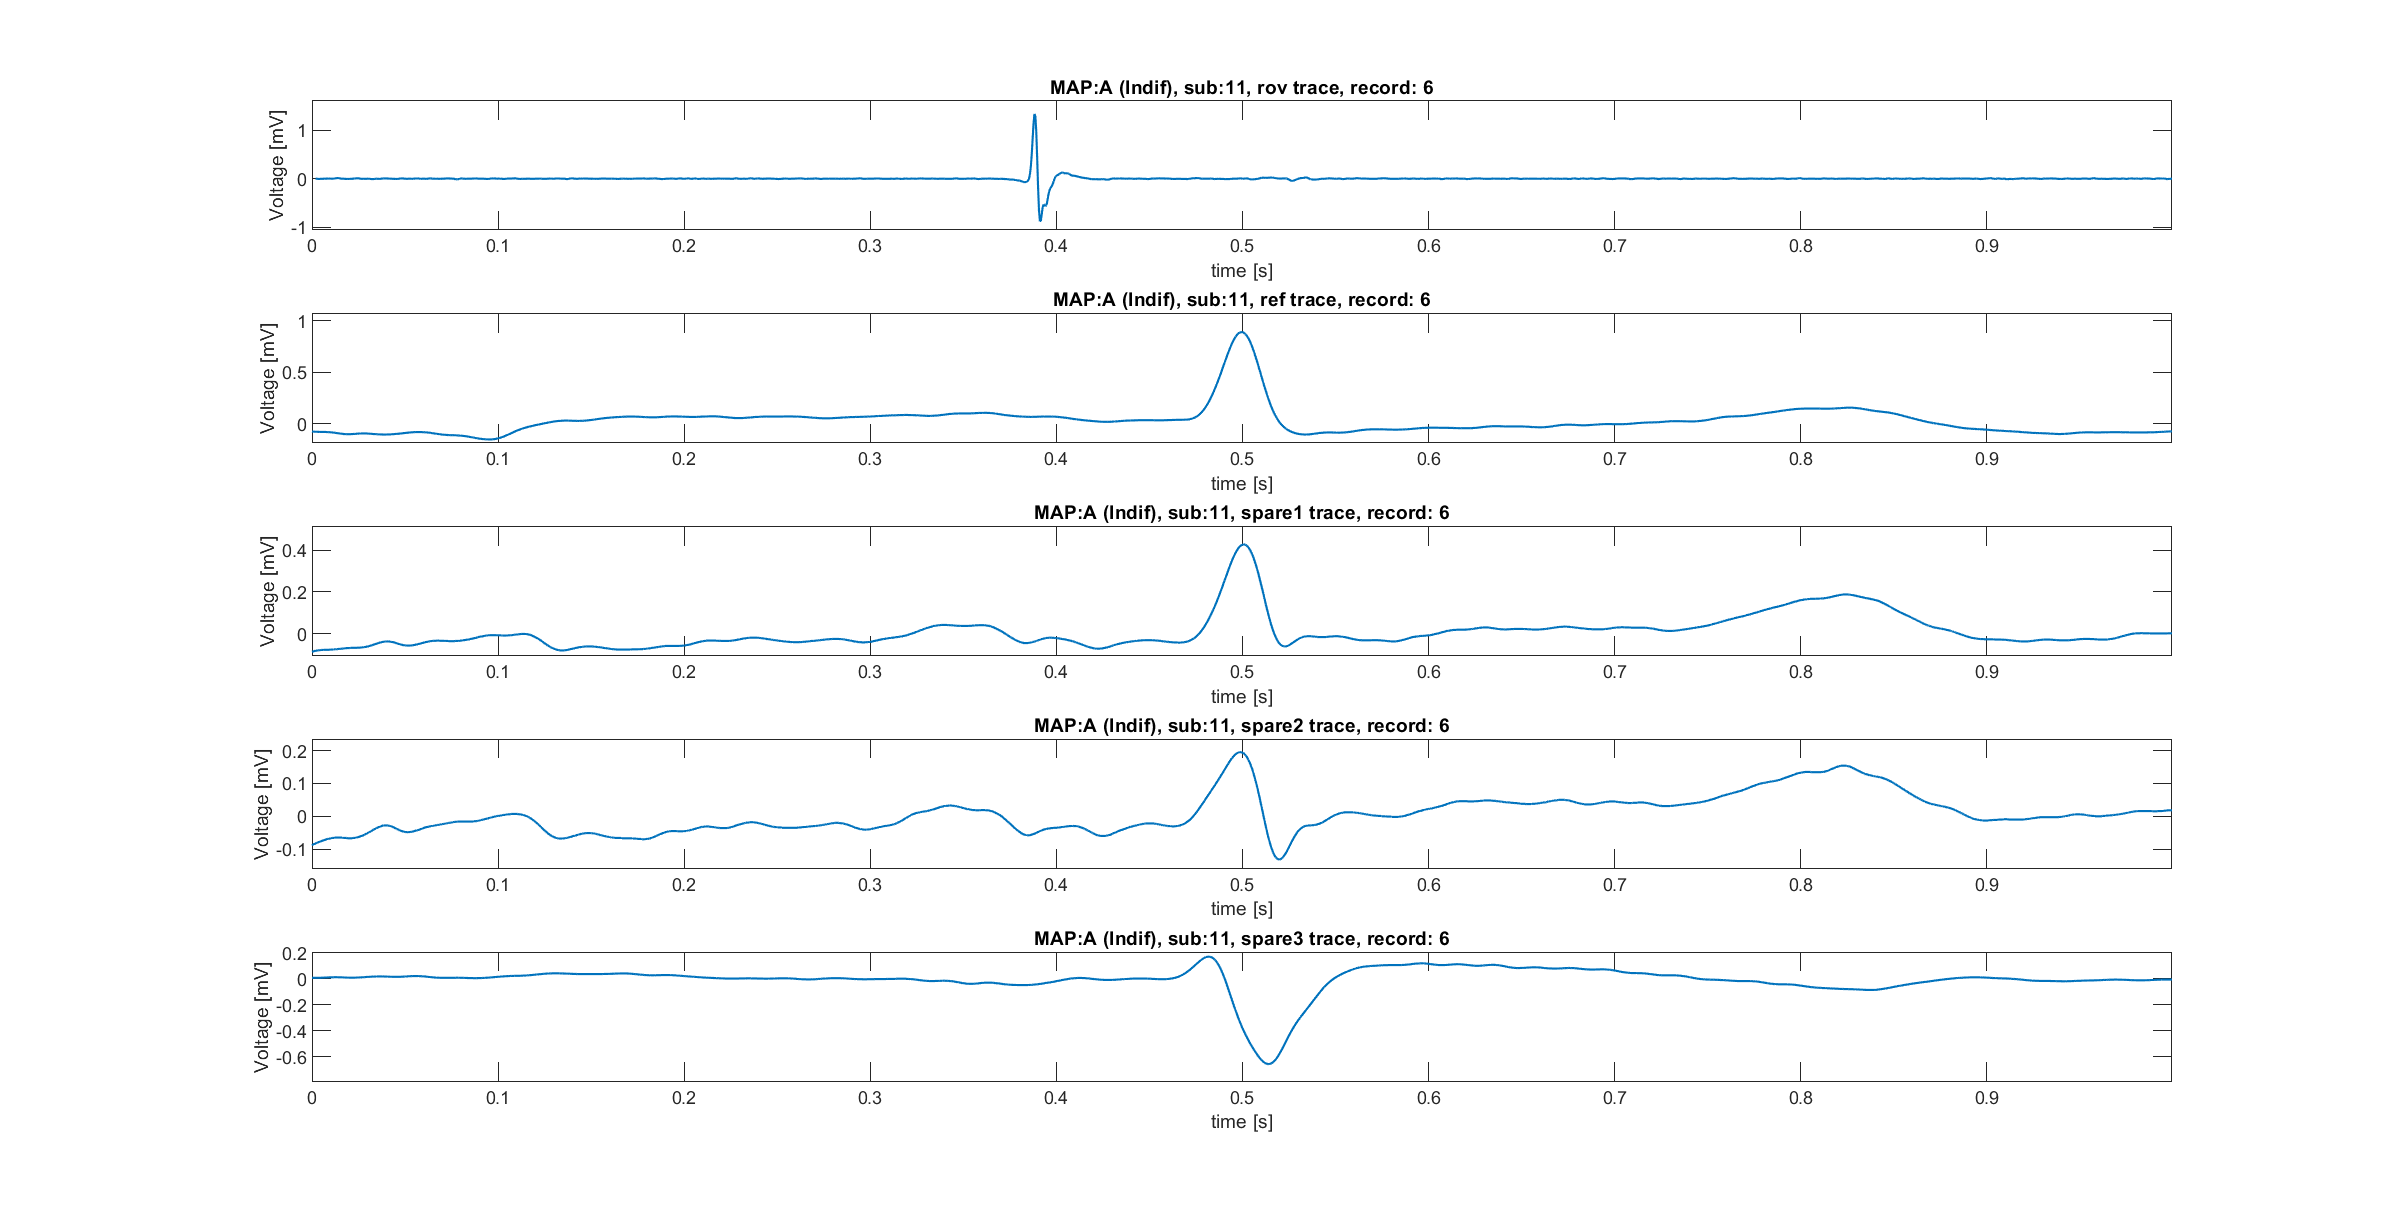 MAP:A (Indif), sub:11, rov trace, record: 6
Voltage [mV]
1
0
-1
0 0.1 0.2 0.3 0.4 0.5 0.6 0.7 0.8 0.9
time [s]
MAP:A (Indif), sub:11, ref trace, record: 6
Voltage [mV]
1
0.5
0
0 0.1 0.2 0.3 0.4 0.5 0.6 0.7 0.8 0.9
time [s]
MAP:A (Indif), sub:11, spare1 trace, record: 6
Voltage [mV]
0.4
0.2
0
0 0.1 0.2 0.3 0.4 0.5 0.6 0.7 0.8 0.9
time [s]
MAP:A (Indif), sub:11, spare2 trace, record: 6
Voltage [mV]
0.2
0.1
0
-0.1
0 0.1 0.2 0.3 0.4 0.5 0.6 0.7 0.8 0.9
time [s]
MAP:A (Indif), sub:11, spare3 trace, record: 6
Voltage [mV]
0.2
0
-0.2
-0.4
-0.6
0 0.1 0.2 0.3 0.4 0.5 0.6 0.7 0.8 0.9
time [s]